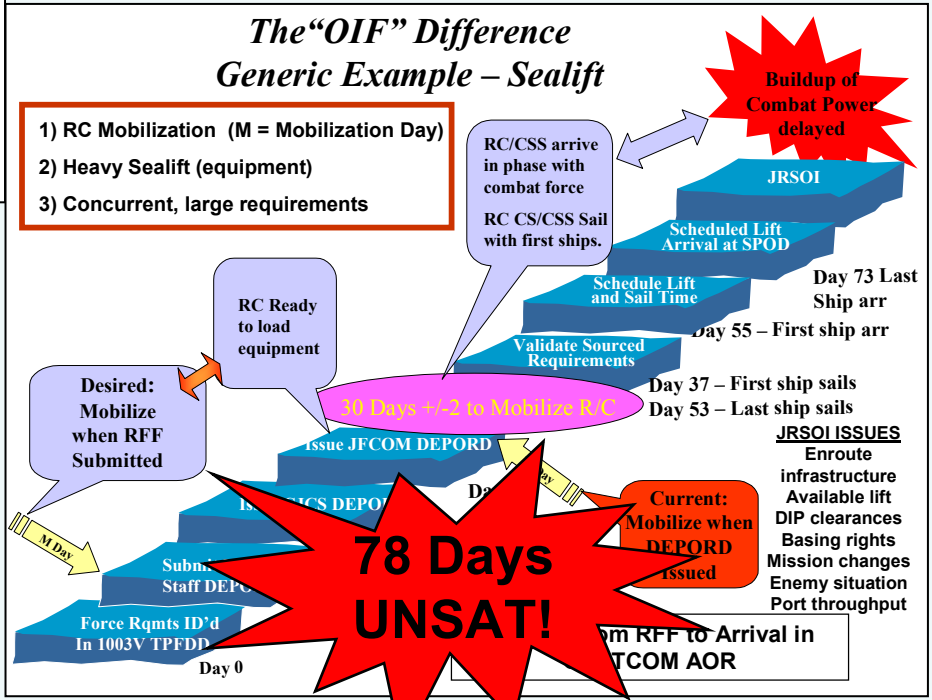 The“OIF” Difference
Generic Example – Sealift
1) RC Mobilization (M = Mobilization Day)
2) Heavy Sealift (equipment)
3) Concurrent, large requirements
Buildup of
Combat Power
delayed
RC/CSS arrive
in phase with
combat force
RC CS/CSS Sail
with first ships.
JRSOI
Scheduled Lift
Arrival at SPOD
Schedule Lift
and Sail Time
Day 73 Last
Ship arr
Day 55 – First ship arr
RC Ready
to load
equipment
Validate Sourced
Requirements
Day 37 – First ship sails
Day 53 – Last ship sails
Desired:
Mobilize
when RFF
Submitted
30 Days +/-2 to Mobilize R/C
Issue JFCOM DEPORD
JRSOI ISSUES
Enroute
infrastructure
Available lift
DIP clearances
Basing rights
Mission changes
Enemy situation
Port throughput
Current:
Mobilize when
DEPORD
Issued
M Day
78 Days
UNSAT!
Staff
Force Rqmts ID’d
In 1003V TPFDD
Day 0
RFF to Arrival in
AOR